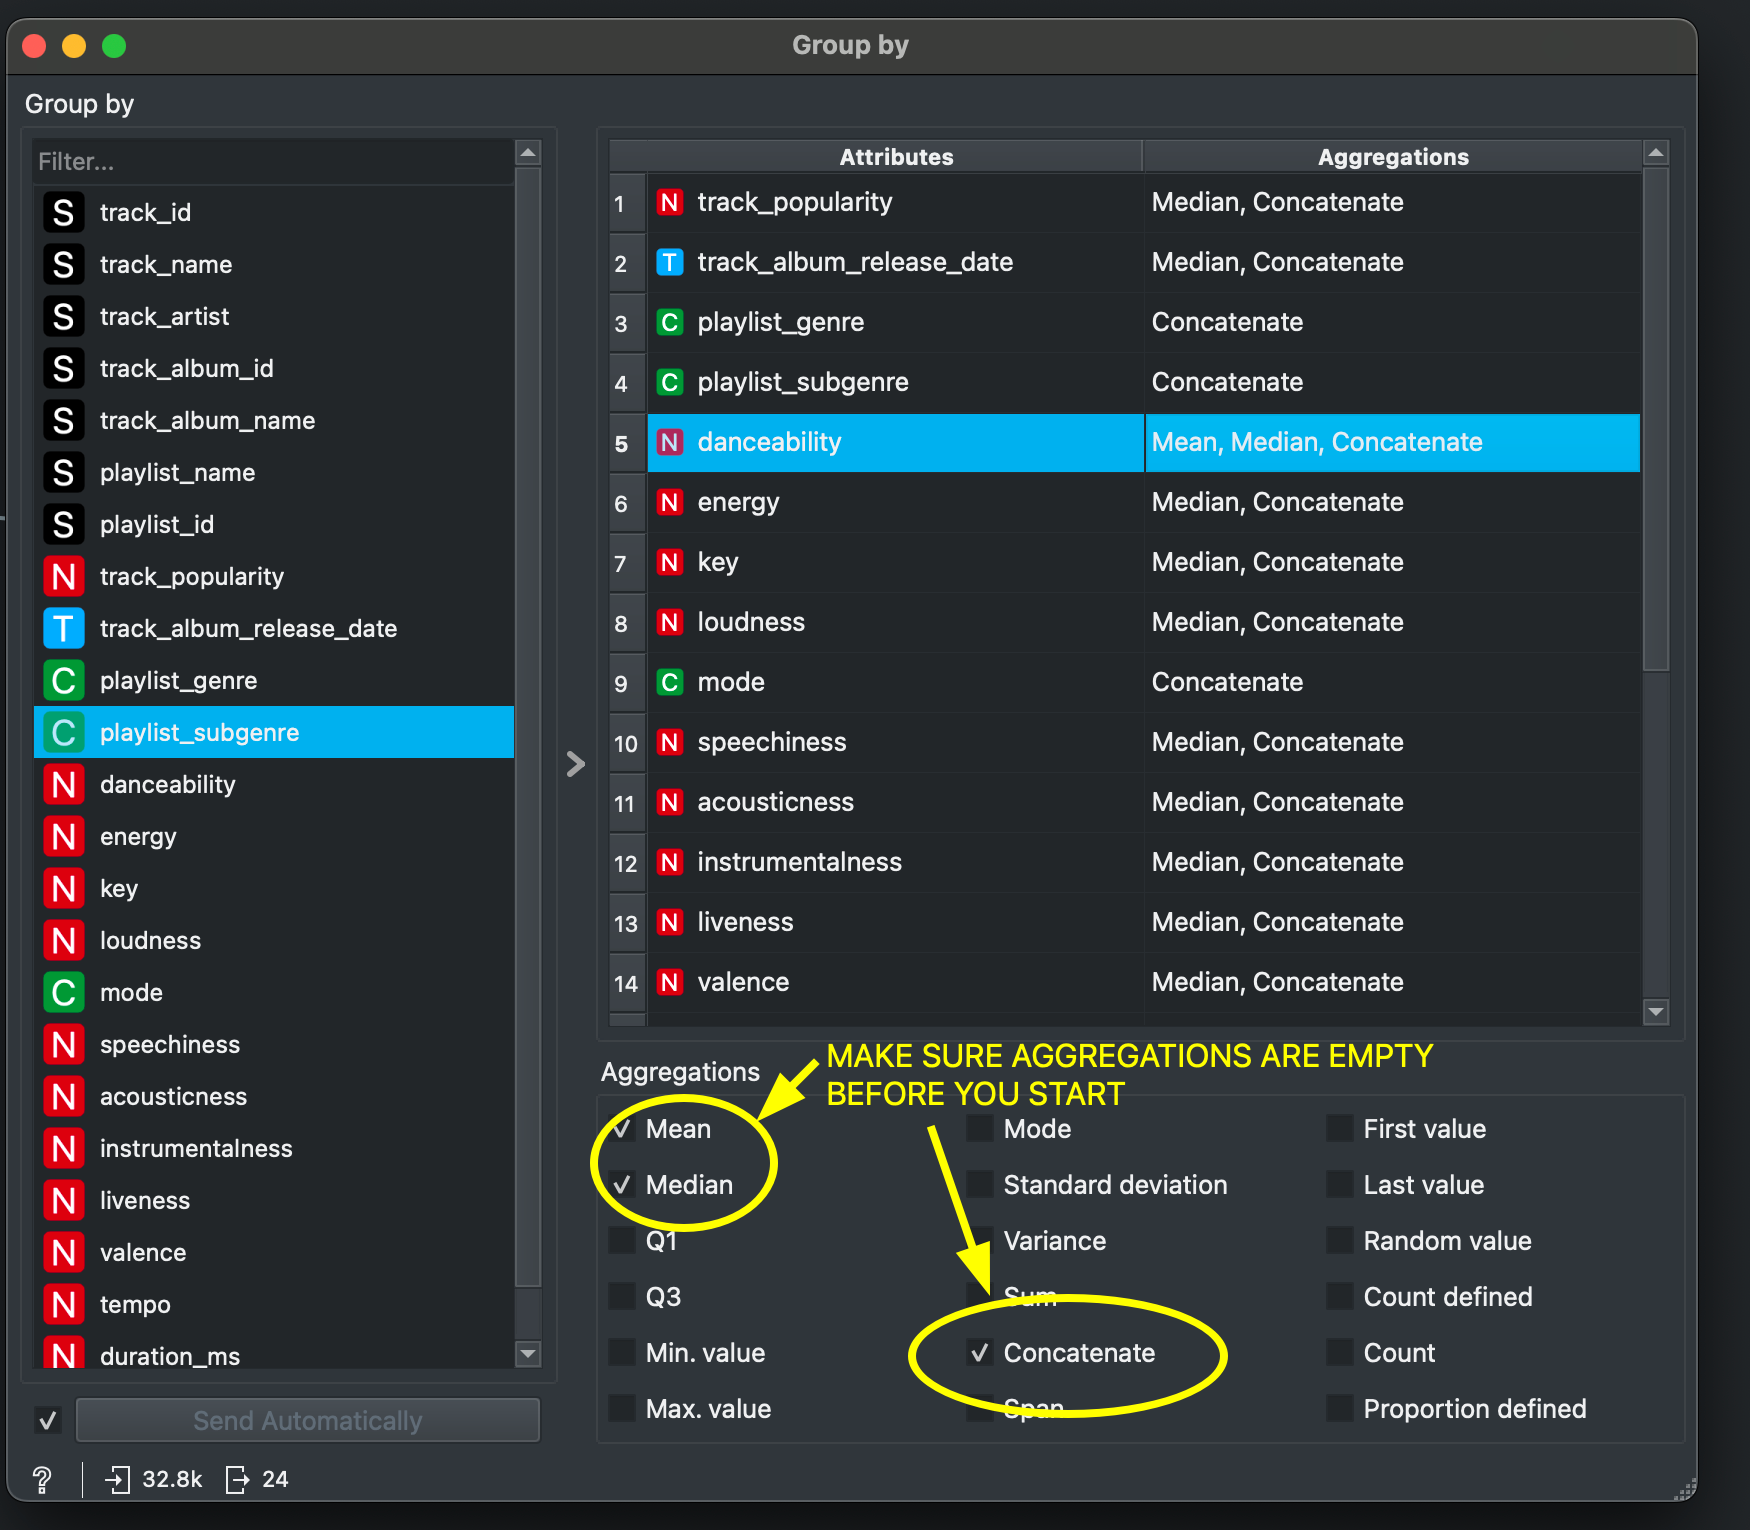 Group by
Group by
Filter...
S track_id
S track_name
S track_artist
S track_album_id
S track_album_name
S playlist_name
S playlist_id
N track_popularity
T track_album_release_date
C playlist_genre
C playlist_subgenre
N danceability
N energy
N key
N loudness
C mode
N speechiness
N acousticness
N instrumentalness
N liveness
N valence
N tempo
N duration_ms
Send Automatically
? 32.8k 24
Attributes Aggregations
1 N track_popularity Median, Concatenate
2 T track_album_release_date Median, Concatenate
3 C playlist_genre Concatenate
4 C playlist_subgenre Concatenate
5 N danceability Mean, Median, Concatenate
6 N energy Median, Concatenate
7 N key Median, Concatenate
8 N loudness Median, Concatenate
9 C mode Concatenate
10 N speechiness Median, Concatenate
11 N acousticness Median, Concatenate
12 N instrumentalness Median, Concatenate
13 N liveness Median, Concatenate
14 N valence Median, Concatenate
MAKE SURE AGGREGATIONS ARE EMPTY
BEFORE YOU START
Aggregations
Mean Mode First value
Median Standard deviation Last value
Q1 Variance Random value
Q3 Sum Count defined
Min. value Concatenate Count
Max. value Span Proportion defined